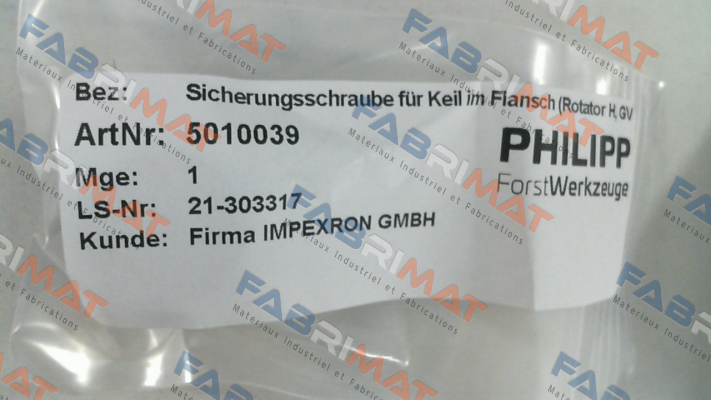 Bez: Sicherungsschraube für Keil im Flansch (Rotator H, GV
ArtNr: 5010039
PHILIPP
ForstWerkzeuge
Mge: 1
LS-Nr: 21-303317
Kunde: Firma IMPEXRON GMBH
FABRIMAT
Matériaux Industriel et Fabrications